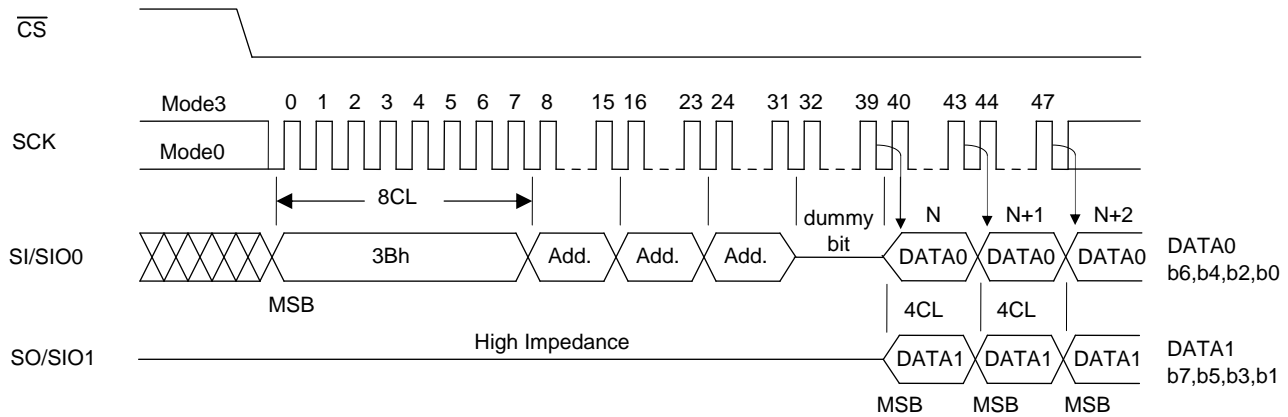 CS
Mode3 0 1 2 3 4 5 6 7 8 15 16 23 24 31 32 39 40 43 44 47
SCK
Mode0
8CL
dummy
bit
N N+1 N+2
SI/SIO0 3Bh Add. Add. Add. DATA0 DATA0 DATA0
DATA0
b6,b4,b2,b0
MSB
4CL 4CL
High Impedance
SO/SIO1 DATA1 DATA1 DATA1
DATA1
b7,b5,b3,b1
MSB MSB MSB